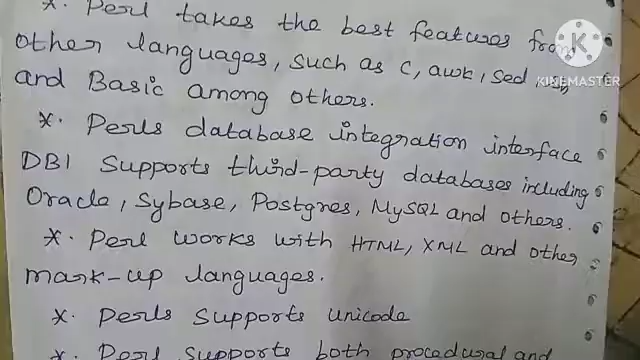 *. Perl takes the best features from
other languages, such as C, awk, sed,
and Basic among others.
*. Perls database integration interface
DBI supports third-party databases including
Oracle, Sybase, Postgres, MySQL and others.
*. Perl works with HTML, XML and other
mark-up languages.
*. Perls supports unicode
*. Perl supports both procedural and
KINEMASTER